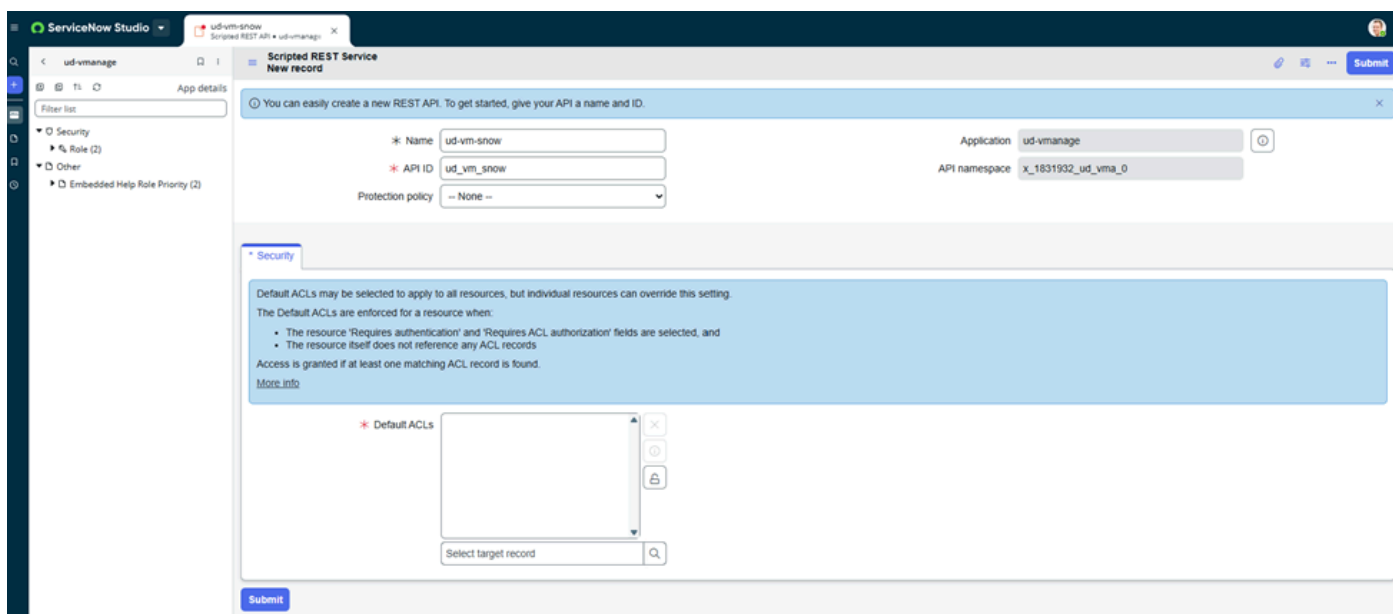 ServiceNow Studio
ud-vm-snow
Scripted REST API • ud-vmanage
ud-vmanage
App details
Filter list
Security
Role (2)
Other
Embedded Help Role Priority (2)
Scripted REST Service
New record
Submit
You can easily create a new REST API. To get started, give your API a name and ID.
Name ud-vm-snow
Application ud-vmanage
API ID ud_vm_snow
API namespace x_1831932_ud_vma_0
Protection policy -- None --
* Security
Default ACLs may be selected to apply to all resources, but individual resources can override this setting.
The Default ACLs are enforced for a resource when:
• The resource 'Requires authentication' and 'Requires ACL authorization' fields are selected, and
• The resource itself does not reference any ACL records
Access is granted if at least one matching ACL record is found.
More info
Default ACLs
Select target record
Submit